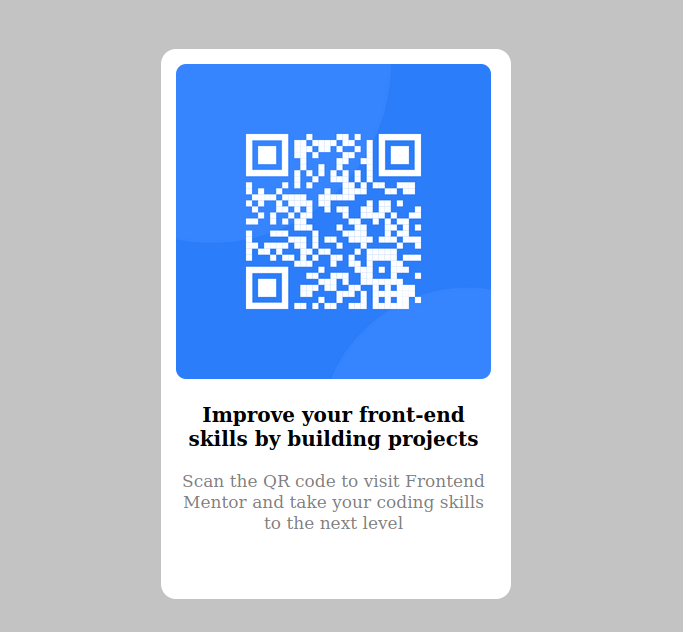 Improve your front-end
skills by building projects
Scan the QR code to visit Frontend
Mentor and take your coding skills
to the next level